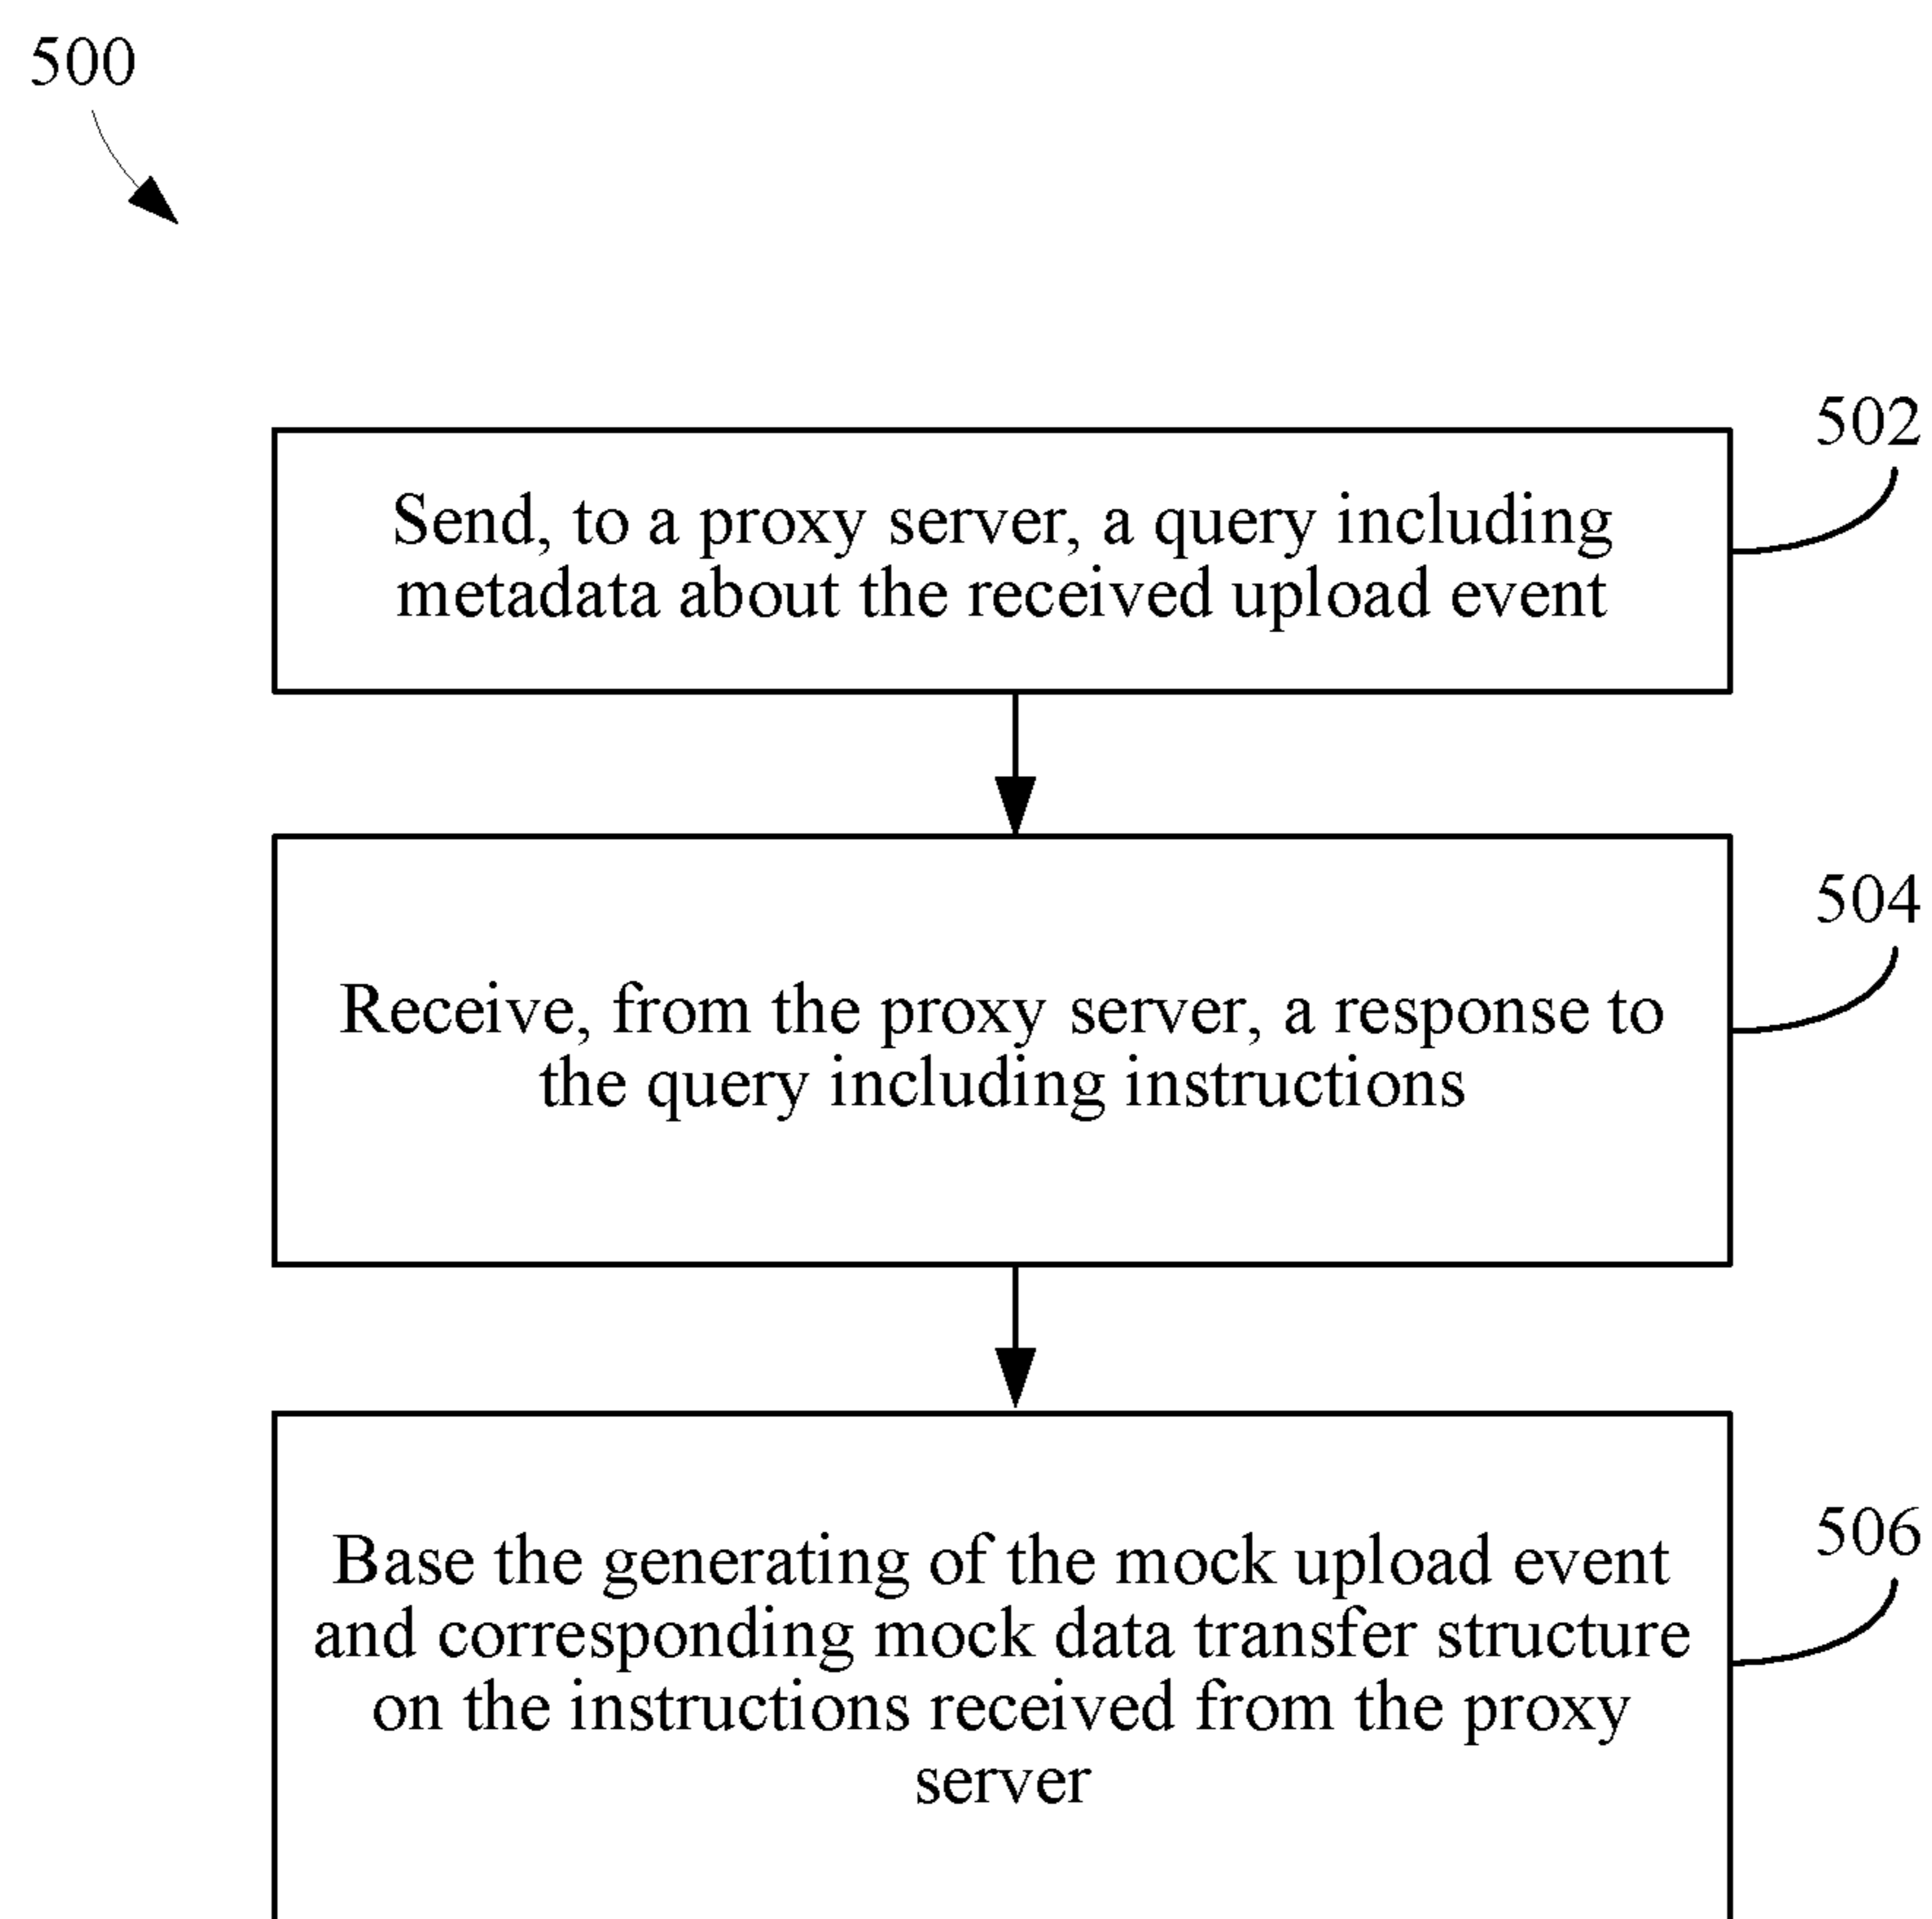 500
502
Send, to a proxy server, a query including
metadata about the received upload event
504
Receive, from the proxy server, a response to
the query including instructions
506
Base the generating of the mock upload event
and corresponding mock data transfer structure
on the instructions received from the proxy
server